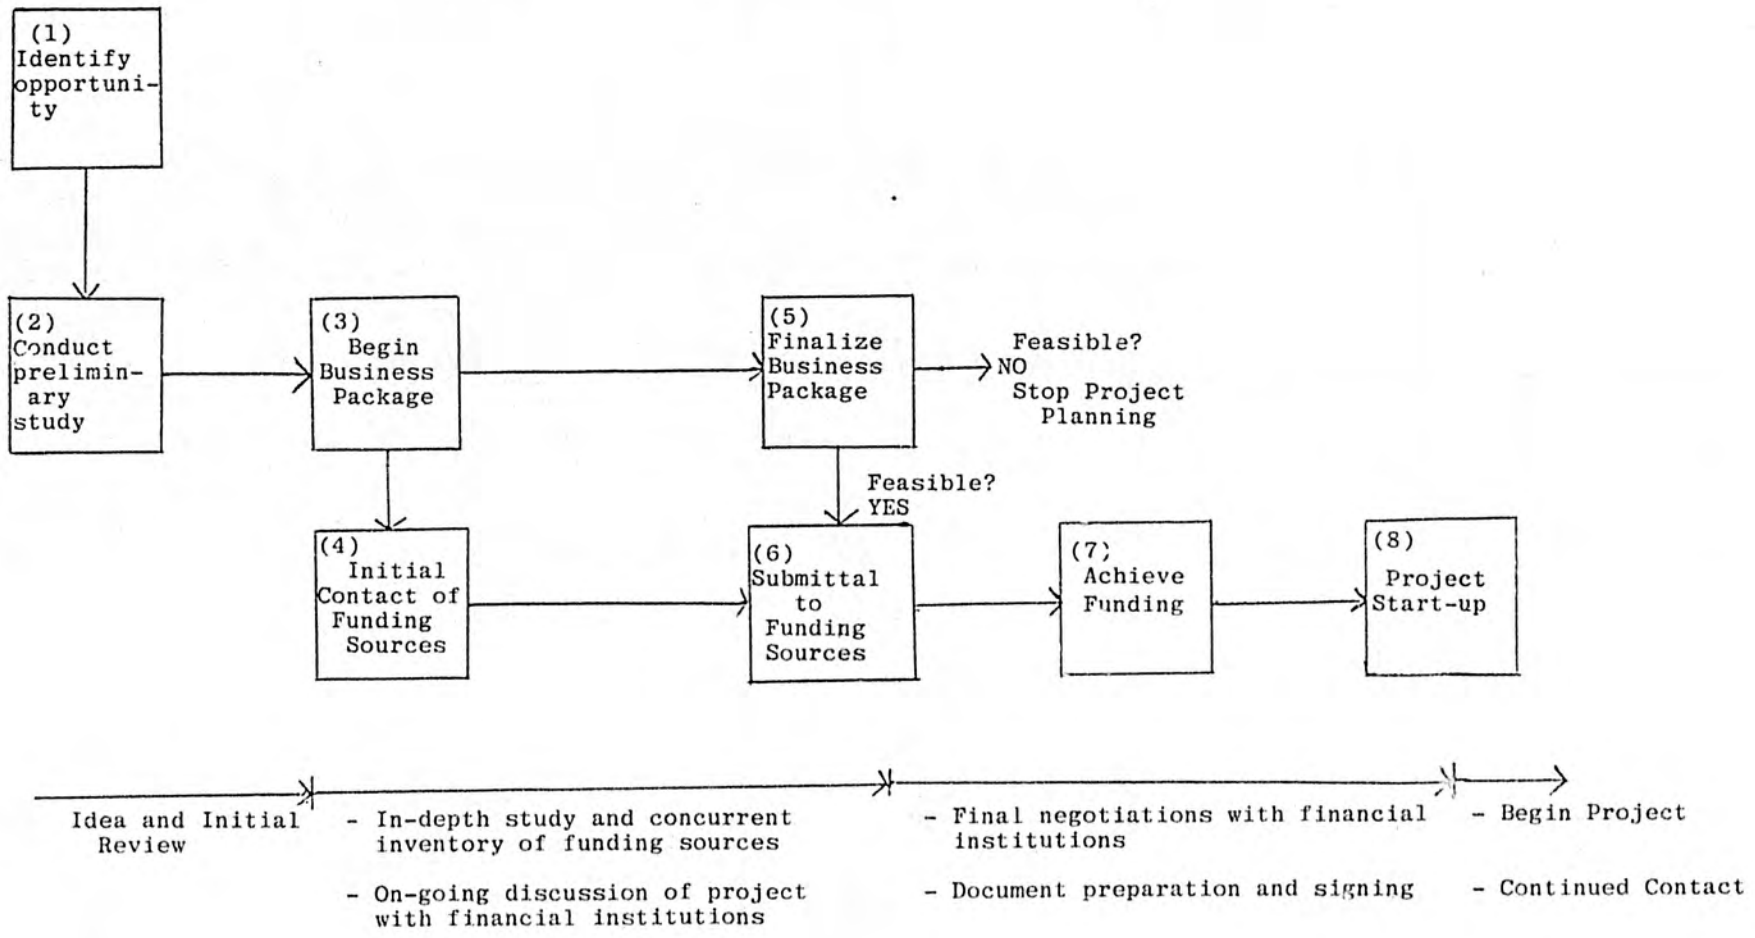 (1)
Identify
opportuni-
ty
(2)
Conduct
prelimin-
ary
study
(3)
Begin
Business
Package
(5)
Finalize
Business
Package
Feasible?
NO
Stop Project
Planning
Feasible?
YES
(4)
Initial
Contact of
Funding
Sources
(6)
Submittal
to
Funding
Sources
(7)
Achieve
Funding
(8)
Project
Start-up
Idea and Initial
Review
- In-depth study and concurrent
inventory of funding sources
- On-going discussion of project
with financial institutions
- Final negotiations with financial
institutions
- Document preparation and signing
- Begin Project
- Continued Contact